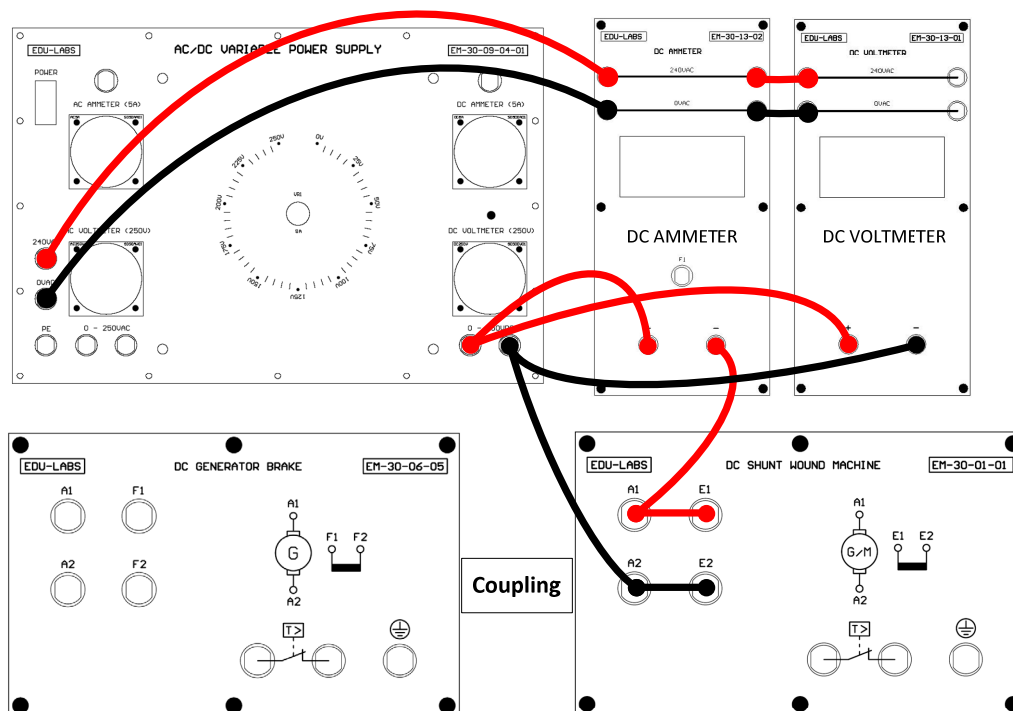 EDU-LABS
AC/DC VARIABLE POWER SUPPLY
EM-30-09-04-01
POWER
AC AMMETER (5A)
DC AMMETER (5A)
0V
25V
50V
75V
100V
125V
150V
175V
200V
225V
250V
240VAC
0VAC
AC VOLTMETER (250V)
DC VOLTMETER (250V)
PE
0 - 250VAC
EDU-LABS
EM-30-13-02
DC AMMETER
240VAC
0VAC
DC AMMETER
F1
-
EDU-LABS
EM-30-13-01
DC VOLTMETER
240VAC
0VAC
DC VOLTMETER
+
-
EDU-LABS
DC GENERATOR BRAKE
EM-30-06-05
A1
F1
A2
F2
A1
G
F1
F2
A2
T>
Coupling
EDU-LABS
DC SHUNT WOUND MACHINE
EM-30-01-01
A1
E1
A2
E2
A1
G/M
E1
E2
A2
T>